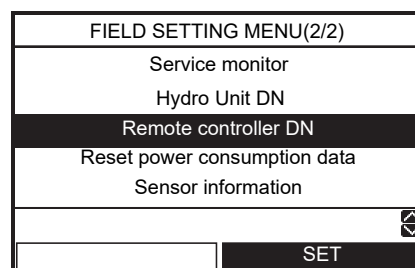 FIELD SETTING MENU(2/2)
Service monitor
Hydro Unit DN
Remote controller DN
Reset power consumption data
Sensor information
SET